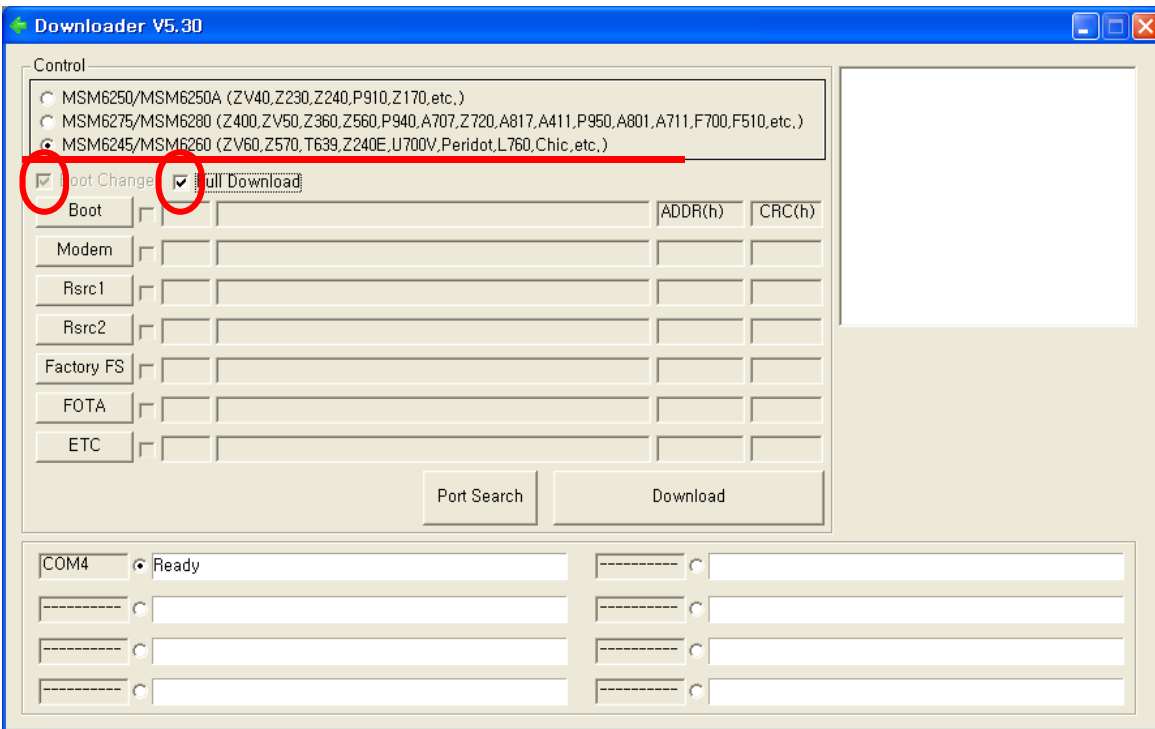 Downloader V5.30
Control
MSM6250/MSM6250A (ZV40,Z230,Z240,P910,Z170,etc,)
MSM6275/MSM6280 (Z400,ZV50,Z360,Z560,P940,A707,Z720,A817,A411,P950,A801,A711,F700,F510,etc,)
MSM6245/MSM6260 (ZV60,Z570,T639,Z240E,U700V,Peridot,L760,Chic,etc,)
Boot Change Full Download
Boot ADDR(h) CRC(h)
Modem
Rsrc1
Rsrc2
Factory FS
FOTA
ETC
Port Search Download
COM4 Ready ----------
---------- ----------
---------- ----------
---------- ----------